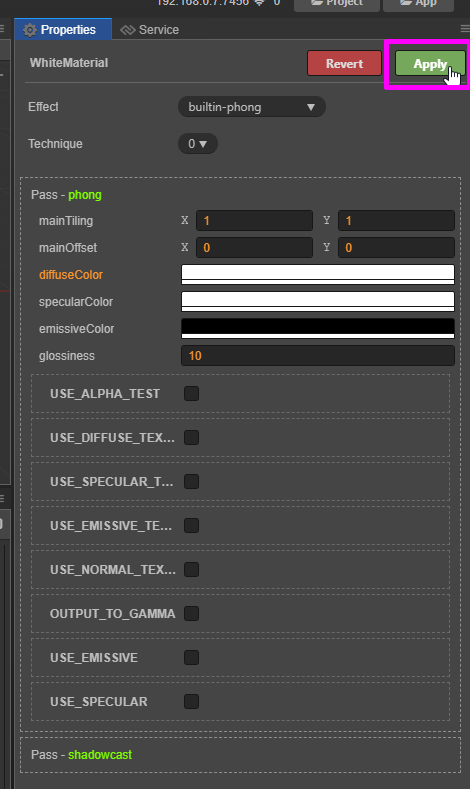 192.168.0.7:7456 0 Project App
Properties Service
WhiteMaterial Revert Apply
Effect builtin-phong
Technique 0
Pass - phong
mainTiling X 1 Y 1
mainOffset X 0 Y 0
diffuseColor
specularColor
emissiveColor
glossiness 10
USE_ALPHA_TEST
USE_DIFFUSE_TEX...
USE_SPECULAR_T...
USE_EMISSIVE_TE...
USE_NORMAL_TEX...
OUTPUT_TO_GAMMA
USE_EMISSIVE
USE_SPECULAR
Pass - shadowcast